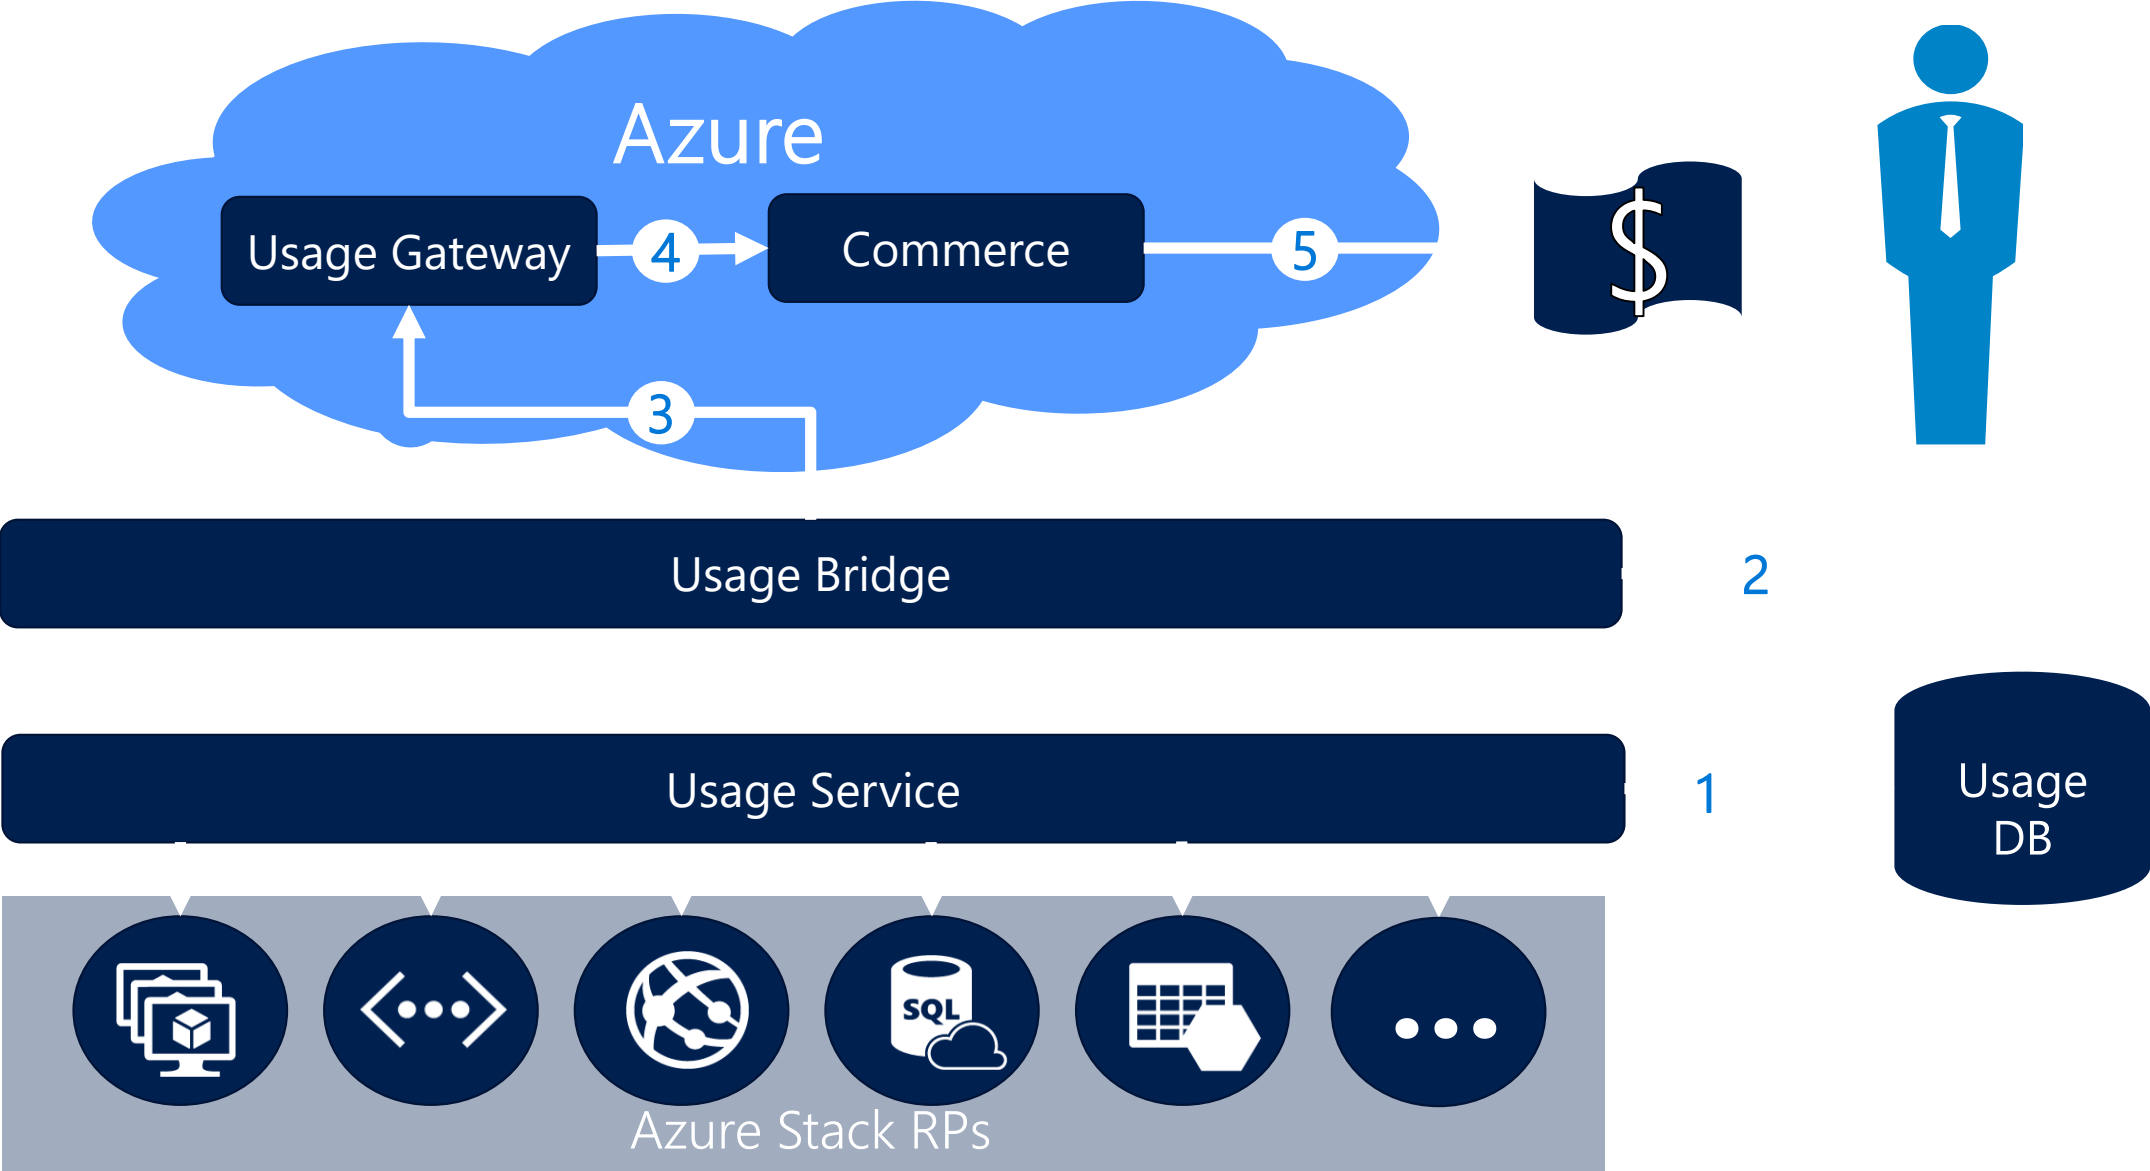 Azure
Usage Gateway
4
Commerce
5
$
3
Usage Bridge
2
Usage Service
1
Usage
DB
SQL
Azure Stack RPs